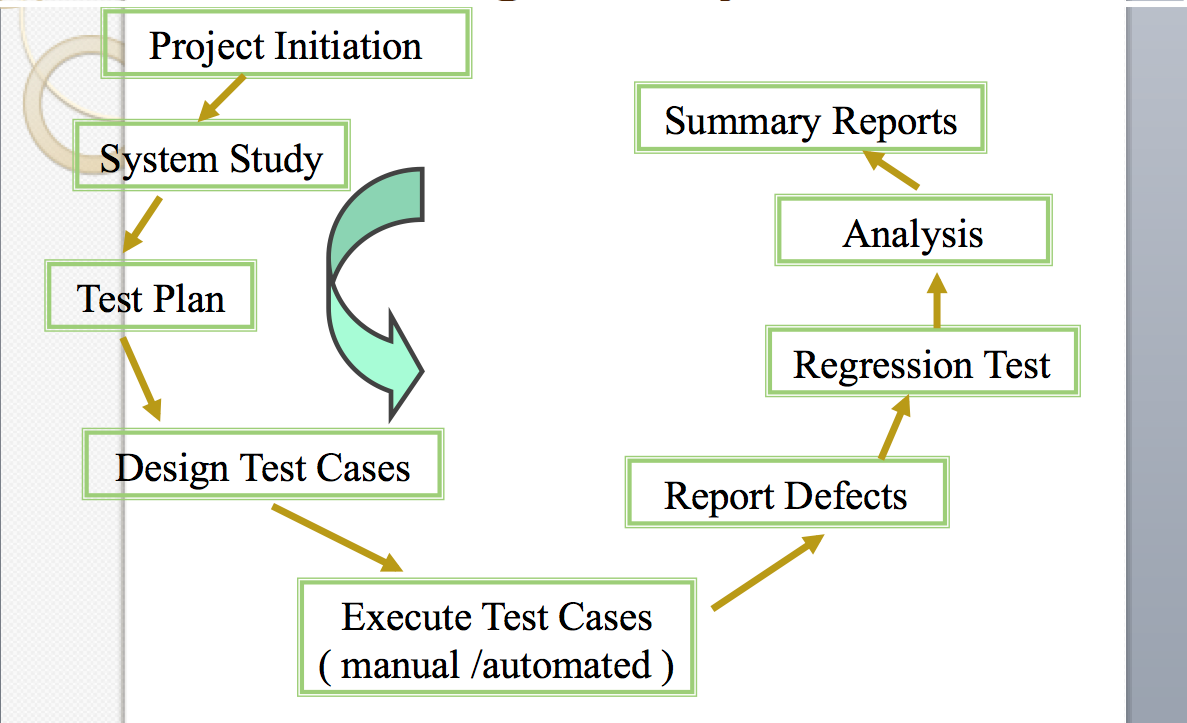 Project Initiation
System Study
Test Plan
Design Test Cases
Execute Test Cases
( manual /automated )
Report Defects
Regression Test
Analysis
Summary Reports